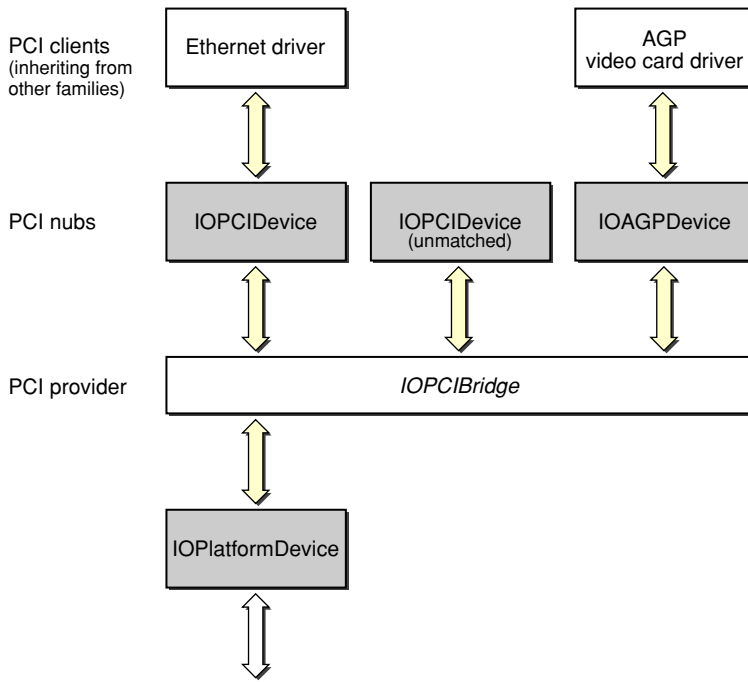 PCI clients
(inheriting from
other families)
Ethernet driver
AGP
video card driver
PCI nubs
IOPCIDevice
IOPCIDevice
(unmatched)
IOAGPDevice
PCI provider
IOPCIBridge
IOPlatformDevice